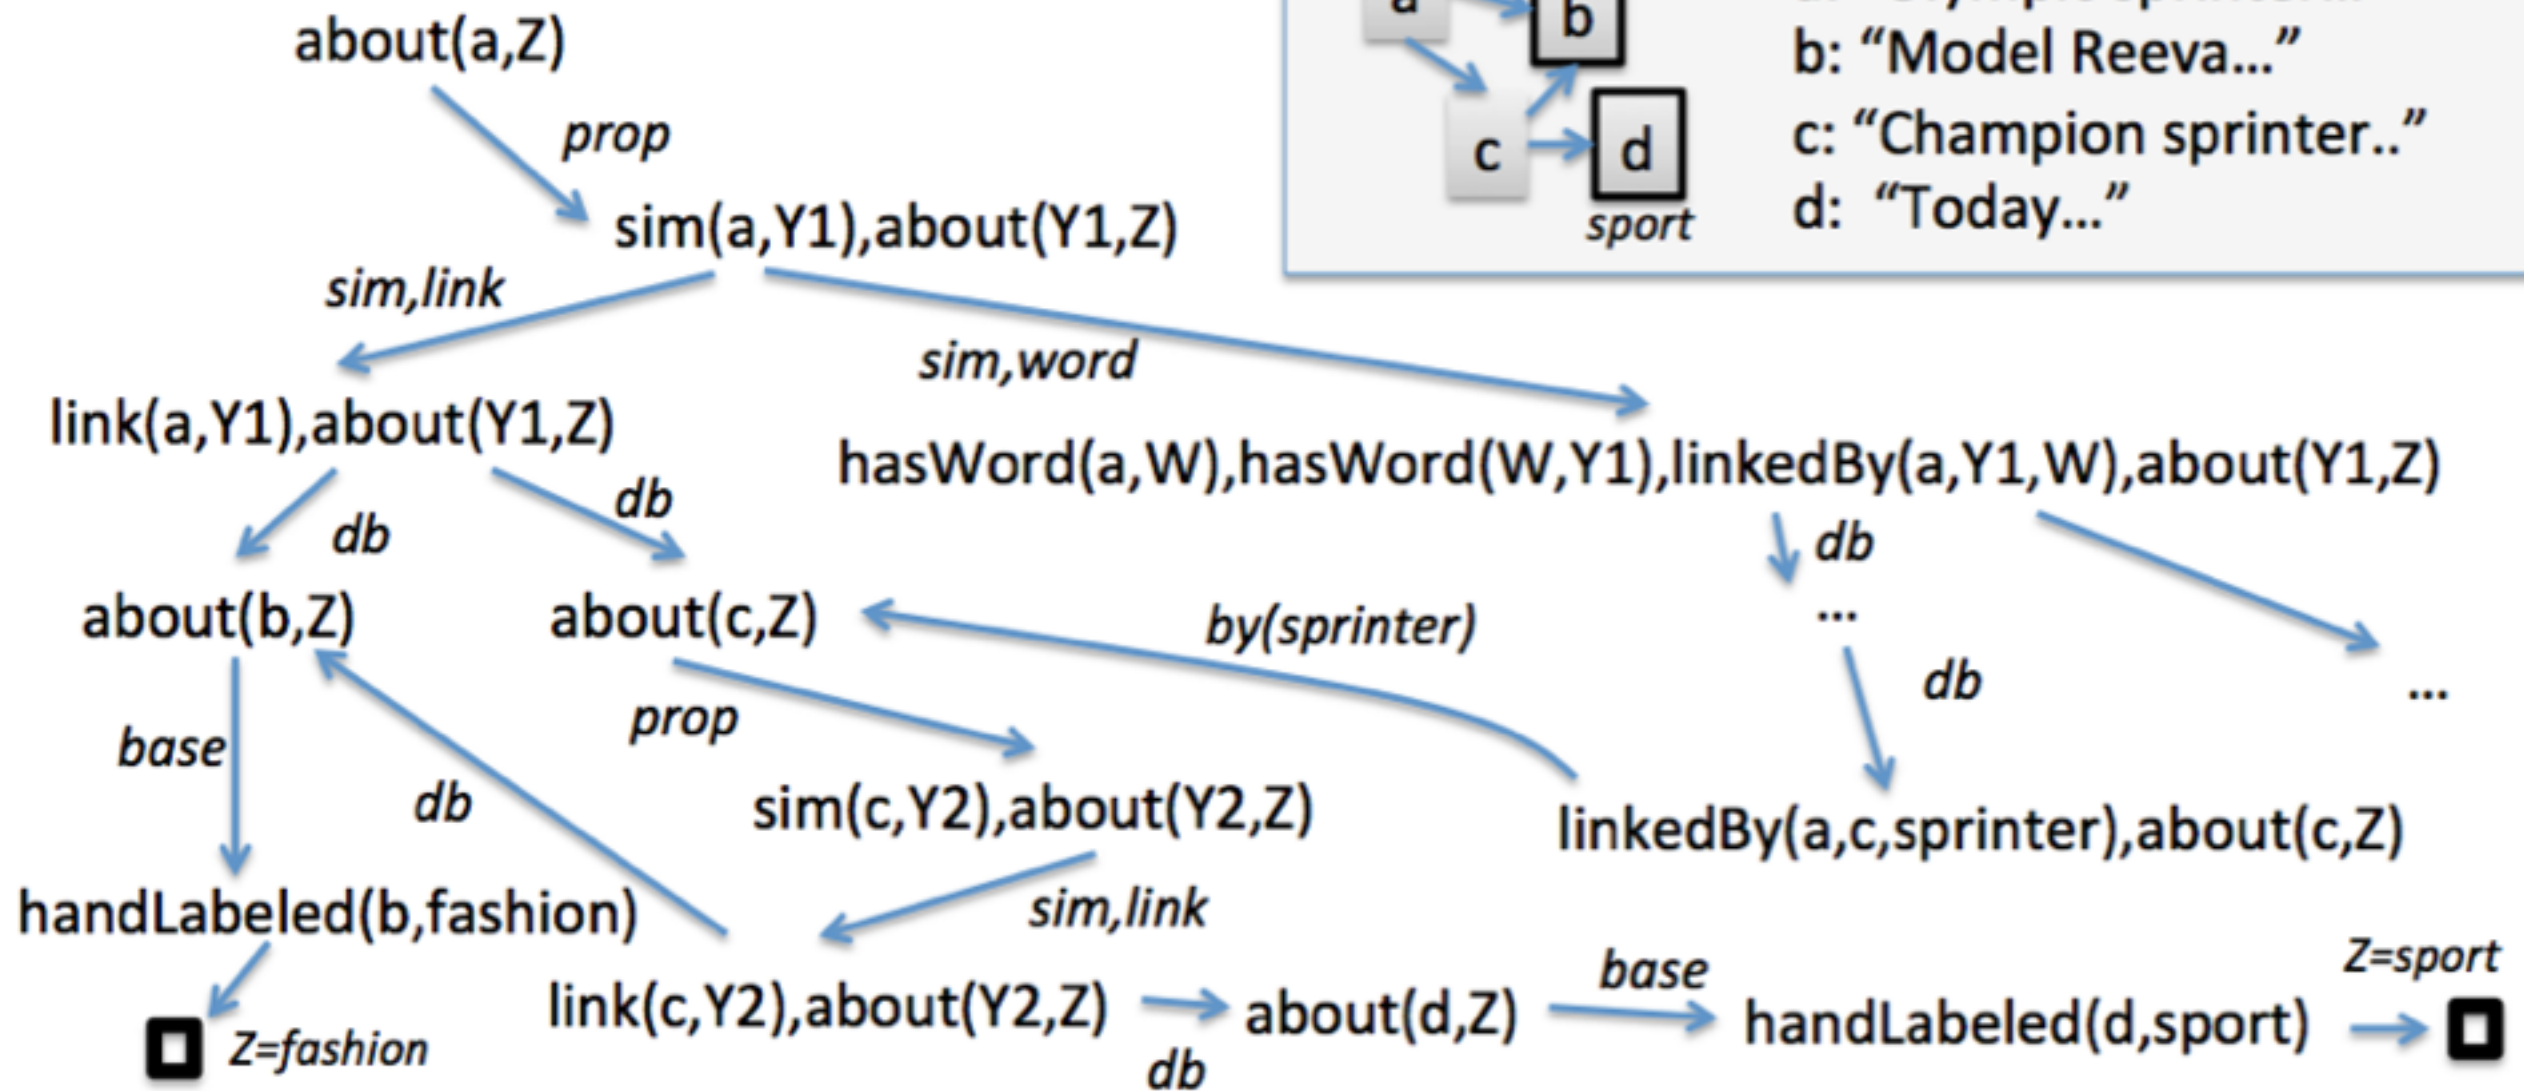 about(a,Z)
prop
sim(a,Y1),about(Y1,Z)
a
b
c
d
sport
b: “Model Reeva...”
c: “Champion sprinter..”
d: “Today...”
sim,link
sim,word
link(a,Y1),about(Y1,Z)
hasWord(a,W),hasWord(W,Y1),linkedBy(a,Y1,W),about(Y1,Z)
db
db
db
about(b,Z)
about(c,Z)
by(sprinter)
...
db
...
base
prop
db
sim(c,Y2),about(Y2,Z)
linkedBy(a,c,sprinter),about(c,Z)
handLabeled(b,fashion)
sim,link
Z=fashion
link(c,Y2),about(Y2,Z)
db
about(d,Z)
base
handLabeled(d,sport)
Z=sport